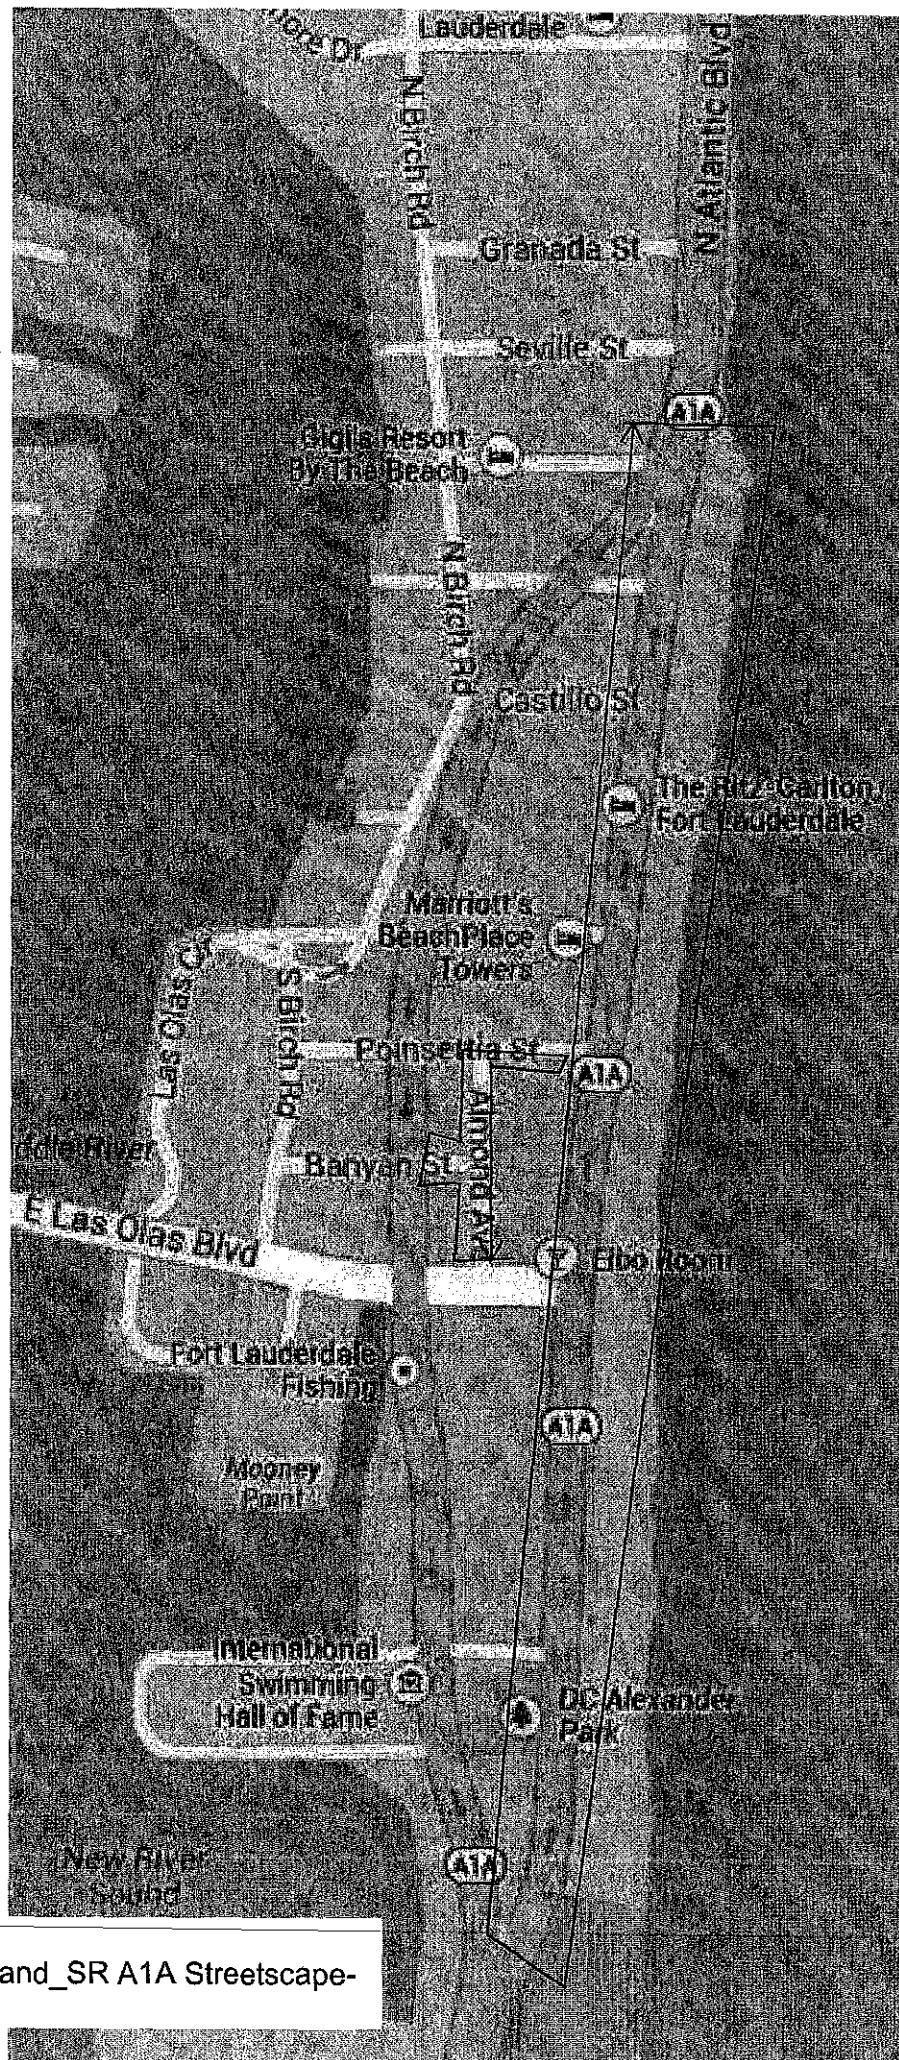 Lauderdale
N Birch Rd
N Atlantic Blvd
Granada St
Seville St
A1A
Gigi's Resort
By The Beach
N Birch Rd
Castillo St
The Ritz-Carlton,
Fort Lauderdale
Marriott's
BeachPlace
Towers
Las Olas Cir
S Birch Rd
Poinsettia St
A1A
Almond Ave
ddle River
Banyan St
E Las Olas Blvd
Elbo Room
Fort Lauderdale
Fishing
A1A
Mooney
Point
International
Swimming
Hall of Fame
DC Alexander
Park
A1A
New River
Sound
and_SR A1A Streetscape-